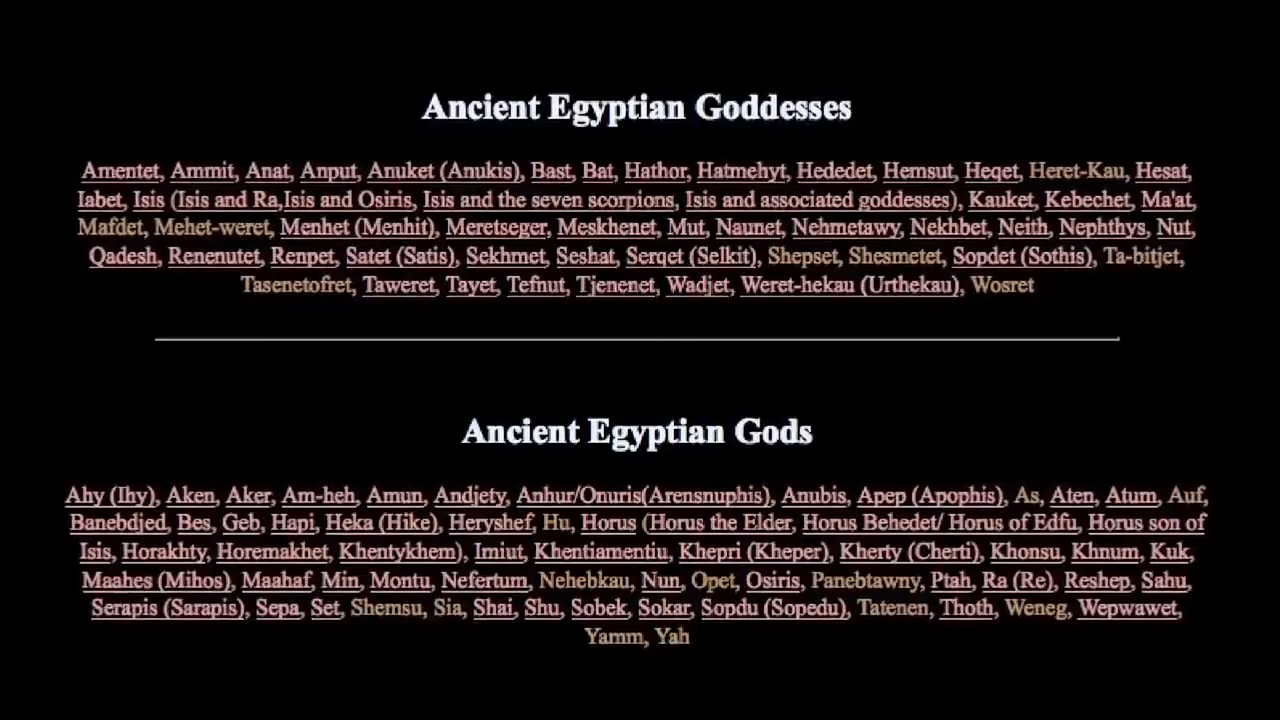 Ancient Egyptian Goddesses
Amentet, Ammit, Anat, Anput, Anuket (Anukis), Bast, Bat, Hathor, Hatmehyt, Hededet, Hemsut, Heqet, Heret-Kau, Hesat,
Iabet, Isis (Isis and Ra,Isis and Osiris, Isis and the seven scorpions, Isis and associated goddesses), Kauket, Kebechet, Ma'at,
Mafdet, Mehet-weret, Menhet (Menhit), Meretseger, Meskhenet, Mut, Naunet, Nehmetawy, Nekhbet, Neith, Nephthys, Nut,
Qadesh, Renenutet, Renpet, Satet (Satis), Sekhmet, Seshat, Serqet (Selkit), Shepset, Shesmetet, Sopdet (Sothis), Ta-bitjet,
Tasenetofret, Taweret, Tayet, Tefnut, Tjenenet, Wadjet, Weret-hekau (Urthekau), Wosret
Ancient Egyptian Gods
Ahy (Ihy), Aken, Aker, Am-heh, Amun, Andjety, Anhur/Onuris(Arensnuphis), Anubis, Apep (Apophis), As, Aten, Atum, Auf,
Banebdjed, Bes, Geb, Hapi, Heka (Hike), Heryshef, Hu, Horus (Horus the Elder, Horus Behedet/ Horus of Edfu, Horus son of
Isis, Horakhty, Horemakhet, Khentykhem), Imiut, Khentiamentiu, Khepri (Kheper), Kherty (Cherti), Khonsu, Khnum, Kuk,
Maahes (Mihos), Maahaf, Min, Montu, Nefertum, Nehebkau, Nun, Opet, Osiris, Panebtawny, Ptah, Ra (Re), Reshep, Sahu,
Serapis (Sarapis), Sepa, Set, Shemsu, Sia, Shai, Shu, Sobek, Sokar, Sopdu (Sopedu), Tatenen, Thoth, Weneg, Wepwawet,
Yamm, Yah